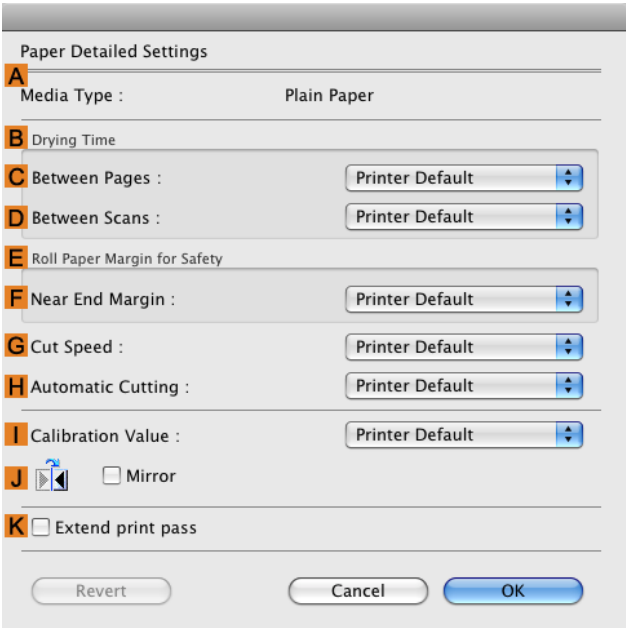 Paper Detailed Settings
A
Media Type : Plain Paper
B Drying Time
C Between Pages : Printer Default
D Between Scans : Printer Default
E Roll Paper Margin for Safety
F Near End Margin : Printer Default
G Cut Speed : Printer Default
H Automatic Cutting : Printer Default
I Calibration Value : Printer Default
J Mirror
K Extend print pass
Revert Cancel OK